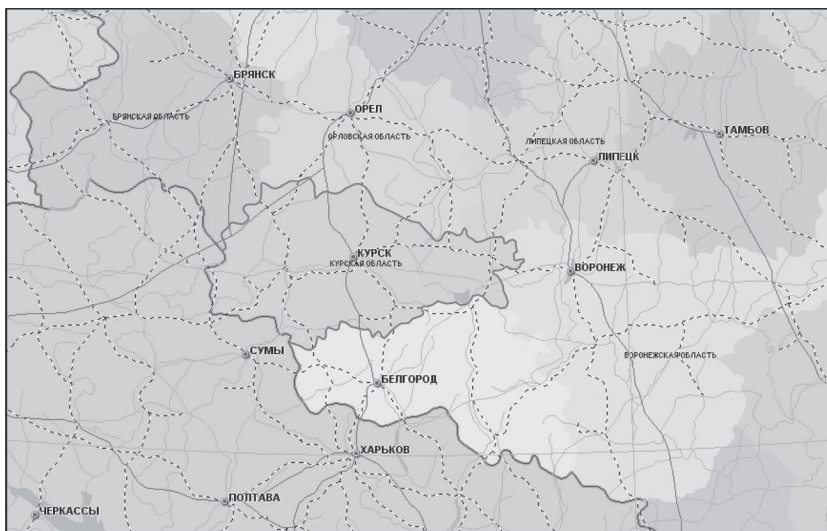 БРЯНСК
ОРЕЛ
БРЯНСКАЯ ОБЛАСТЬ
ОРЛОВСКАЯ ОБЛАСТЬ
ЛИПЕЦКАЯ ОБЛАСТЬ
ТАМБОВ
ЛИПЕЦК
КУРСК
КУРСКАЯ ОБЛАСТЬ
ВОРОНЕЖ
СУМЫ
ВОРОНЕЖСКАЯ ОБЛАСТЬ
БЕЛГОРОД
ХАРЬКОВ
ПОЛТАВА
ЧЕРКАССЫ